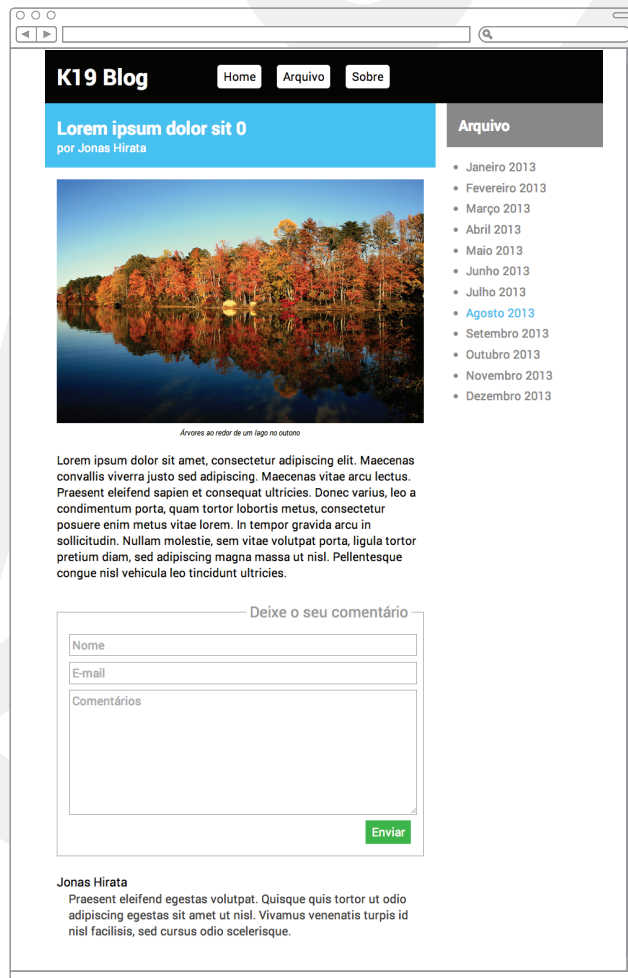 K19 Blog
Home
Arquivo
Sobre
Lorem ipsum dolor sit 0
por Jonas Hirata
Árvores ao redor de um lago no outono
Lorem ipsum dolor sit amet, consectetur adipiscing elit. Maecenas
convallis viverra justo sed adipiscing. Maecenas vitae arcu lectus.
Praesent eleifend sapien et consequat ultricies. Donec varius, leo a
condimentum porta, quam tortor lobortis metus, consectetur
posuere enim metus vitae lorem. In tempor gravida arcu in
sollicitudin. Nullam molestie, sem vitae volutpat porta, ligula tortor
pretium diam, sed adipiscing magna massa ut nisl. Pellentesque
congue nisl vehicula leo tincidunt ultricies.
Deixe o seu comentário
Nome
E-mail
Comentários
Enviar
Jonas Hirata
Praesent eleifend egestas volutpat. Quisque quis tortor ut odio
adipiscing egestas sit amet ut nisl. Vivamus venenatis turpis id
nisl facilisis, sed cursus odio scelerisque.
Arquivo
Janeiro 2013
Fevereiro 2013
Março 2013
Abril 2013
Maio 2013
Junho 2013
Julho 2013
Agosto 2013
Setembro 2013
Outubro 2013
Novembro 2013
Dezembro 2013